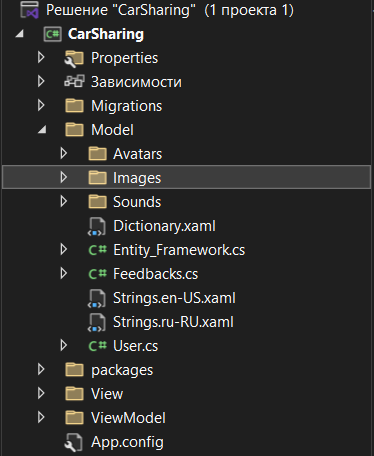 Решение "CarSharing" (1 проекта 1)
C# CarSharing
Properties
Зависимости
Migrations
Model
Avatars
Images
Sounds
Dictionary.xaml
C# Entity_Framework.cs
C# Feedbacks.cs
Strings.en-US.xaml
Strings.ru-RU.xaml
C# User.cs
packages
View
ViewModel
App.config